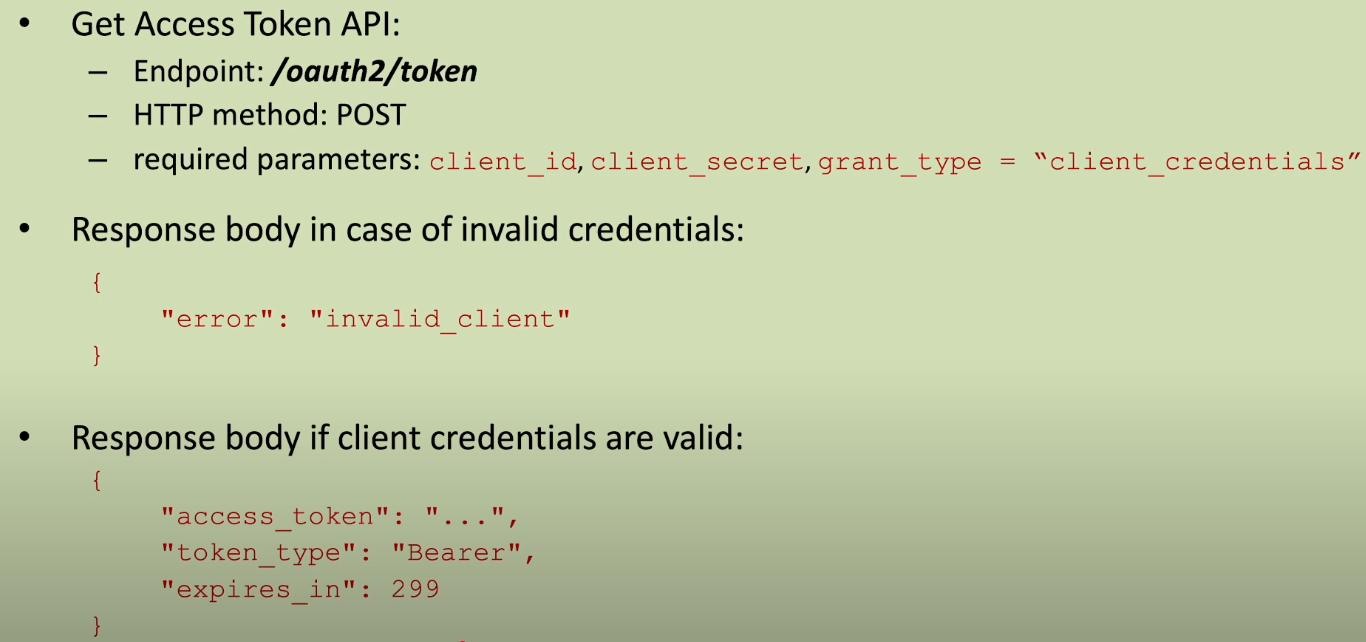 • Get Access Token API:
– Endpoint: /oauth2/token
– HTTP method: POST
– required parameters: client_id, client_secret, grant_type = “client_credentials”
• Response body in case of invalid credentials:
{
"error": "invalid_client"
}
• Response body if client credentials are valid:
{
"access_token": "...",
"token_type": "Bearer",
"expires_in": 299
}